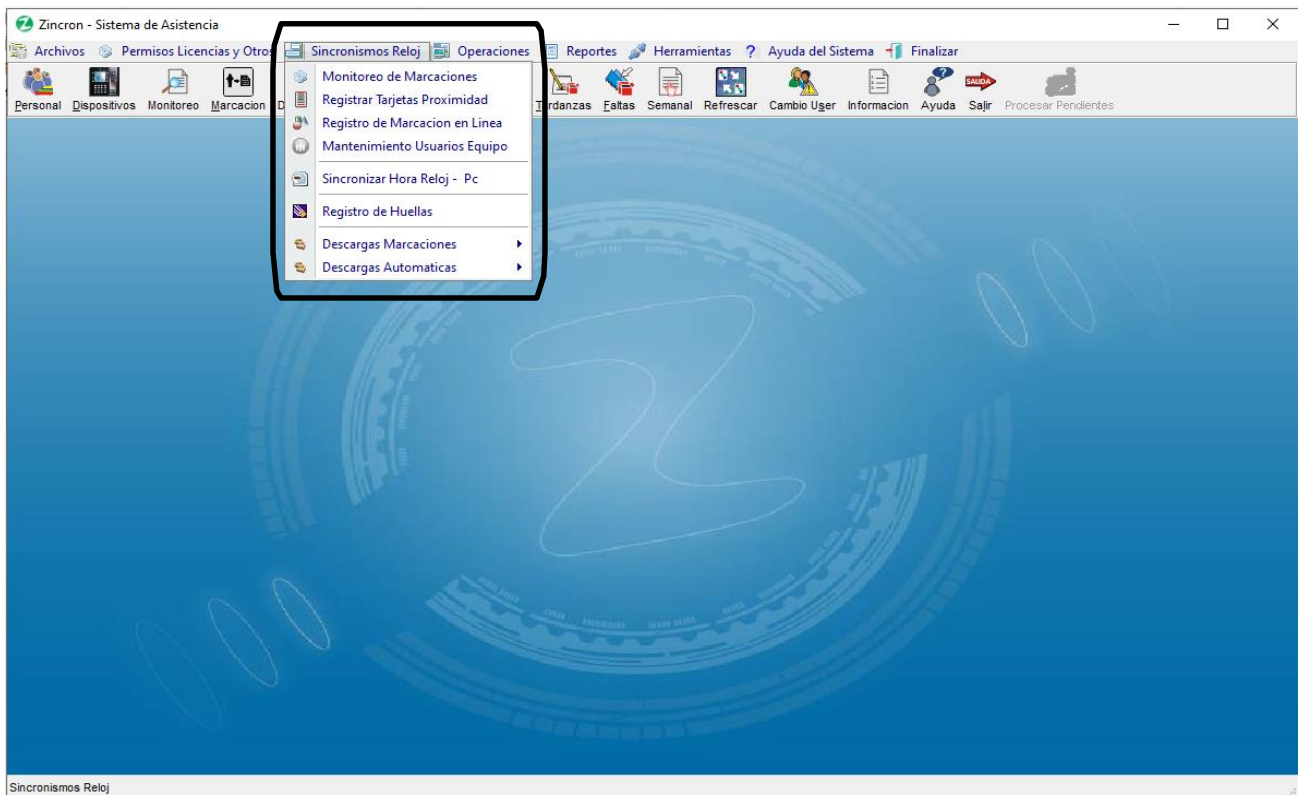 Zincron - Sistema de Asistencia
Archivos Permisos Licencias y Otros Sincronismos Reloj Operaciones Reportes Herramientas ? Ayuda del Sistema Finalizar
Personal Dispositivos Monitoreo Marcacion D Tardanzas Faltas Semanal Refrescar Cambio User Informacion Ayuda Salir Procesar Pendientes
SALIDA
Monitoreo de Marcaciones
Registrar Tarjetas Proximidad
Registro de Marcacion en Linea
Mantenimiento Usuarios Equipo
Sincronizar Hora Reloj - Pc
Registro de Huellas
Descargas Marcaciones
Descargas Automaticas
Sincronismos Reloj